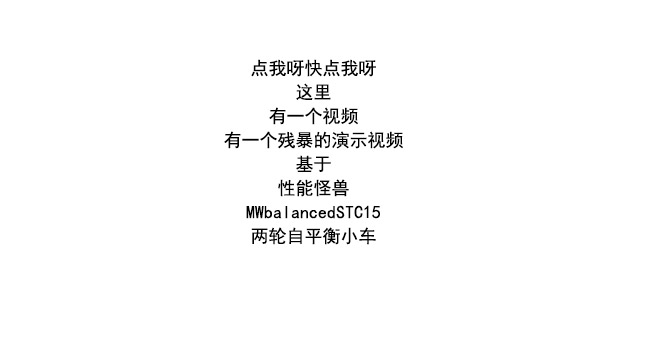 点我呀快点我呀
这里
有一个视频
有一个残暴的演示视频
基于
性能怪兽
MWbalancedSTC15
两轮自平衡小车